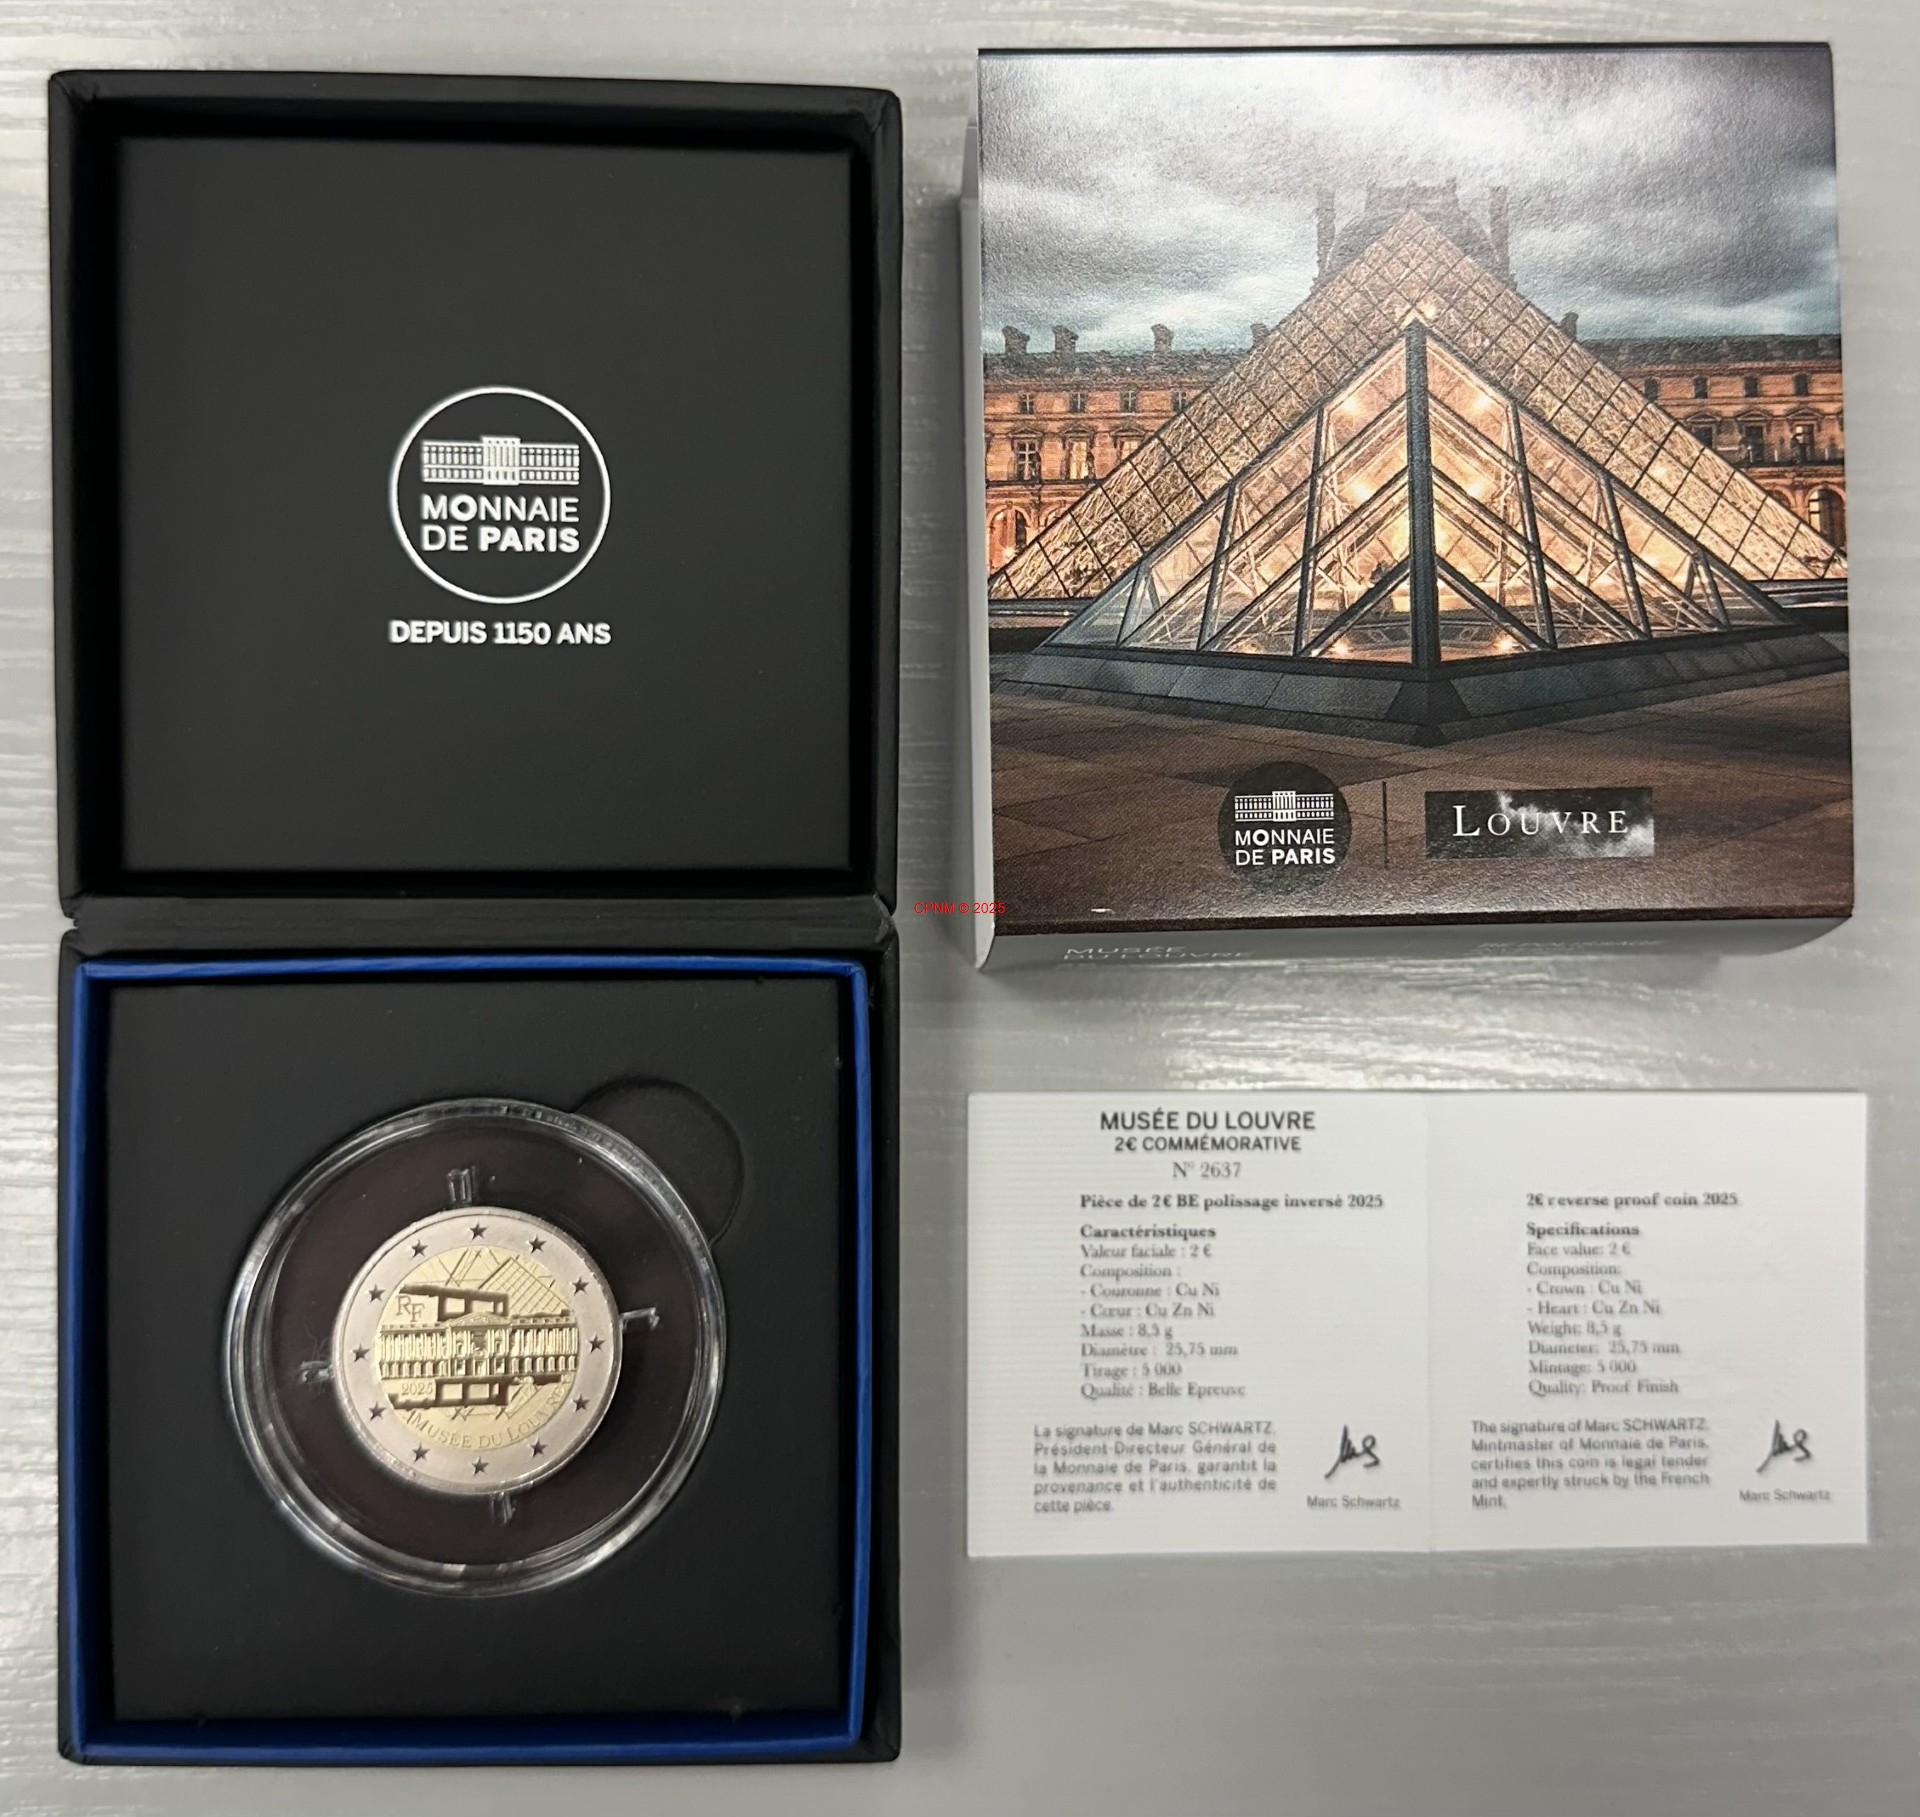 MONNAIE
DE PARIS
DEPUIS 1150 ANS
MONNAIE
DE PARIS
LOUVRE
CPNM © 2025
MUSÉE
DU LOUVRE
RF
2025
MUSÉE DU LOUVRE
MUSÉE DU LOUVRE
2€ COMMÉMORATIVE
N° 2637
Pièce de 2€ BE polissage inversé 2025
Caractéristiques
Valeur faciale : 2 €
Composition :
- Couronne : Cu Ni
- Cœur : Cu Zn Ni
Masse : 8,5 g
Diamètre : 25,75 mm
Tirage : 5 000
Qualité : Belle Epreuve
La signature de Marc SCHWARTZ,
Président-Directeur Général de
la Monnaie de Paris, garantit la
provenance et l'authenticité de
cette pièce.
Marc Schwartz
2€ reverse proof coin 2025
Specifications
Face value: 2 €
Composition:
- Crown : Cu Ni
- Heart : Cu Zn Ni
Weight: 8,5 g
Diameter: 25,75 mm
Mintage: 5 000
Quality: Proof Finish
The signature of Marc SCHWARTZ,
Mintmaster of Monnaie de Paris,
certifies this coin is legal tender
and expertly struck by the French
Mint.
Marc Schwartz